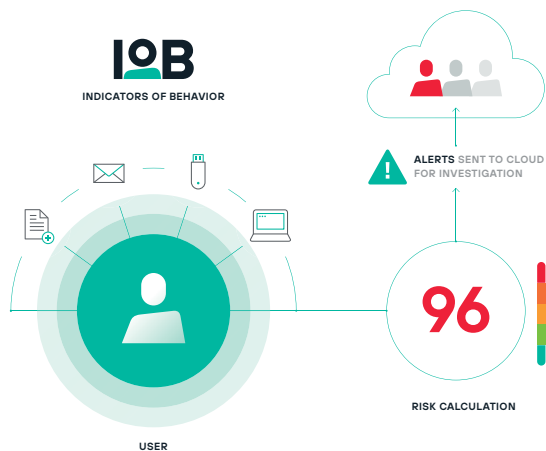 IOB
INDICATORS OF BEHAVIOR
ALERTS SENT TO CLOUD
FOR INVESTIGATION
96
RISK CALCULATION
USER